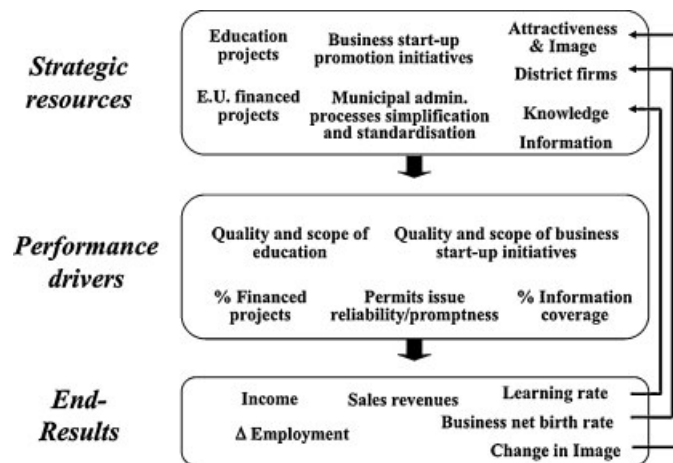 Strategic
resources
Education
projects
Business start-up
promotion initiatives
Attractiveness
& Image
District firms
E.U. financed
projects
Municipal admin.
processes simplification
and standardisation
Knowledge
Information
Performance
drivers
Quality and scope of
education
Quality and scope of business
start-up initiatives
% Financed
projects
Permits issue
reliability/promptness
% Information
coverage
End-
Results
Income
Sales revenues
Learning rate
Δ Employment
Business net birth rate
Change in Image